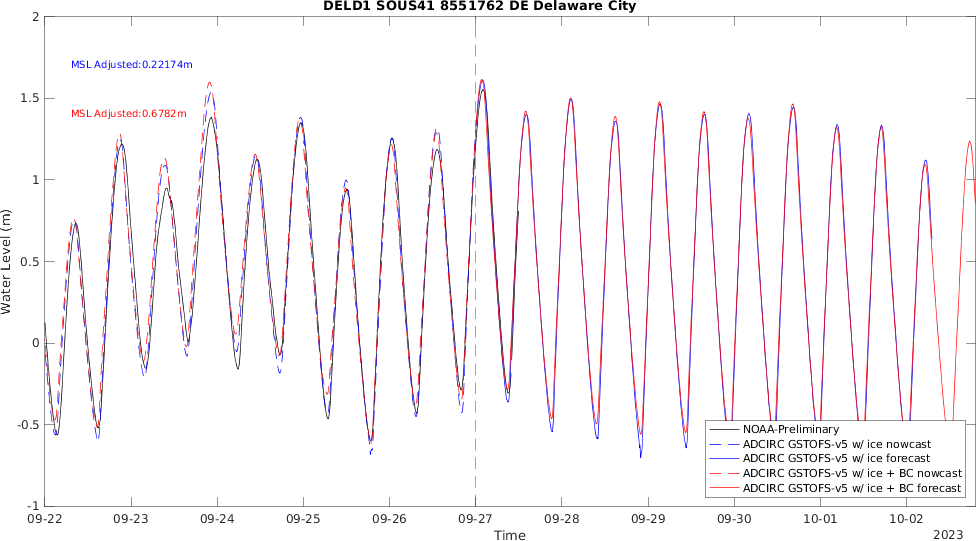 DELD1 SOUS41 8551762 DE Delaware City
2
1.5
1
0.5
0
-0.5
-1
Water Level (m)
MSL Adjusted:0.22174m
MSL Adjusted:0.6782m
NOAA-Preliminary
ADCIRC GSTOFS-v5 w/ ice nowcast
ADCIRC GSTOFS-v5 w/ ice forecast
ADCIRC GSTOFS-v5 w/ ice + BC nowcast
ADCIRC GSTOFS-v5 w/ ice + BC forecast
09-22 09-23 09-24 09-25 09-26 09-27 09-28 09-29 09-30 10-01 10-02
Time
2023